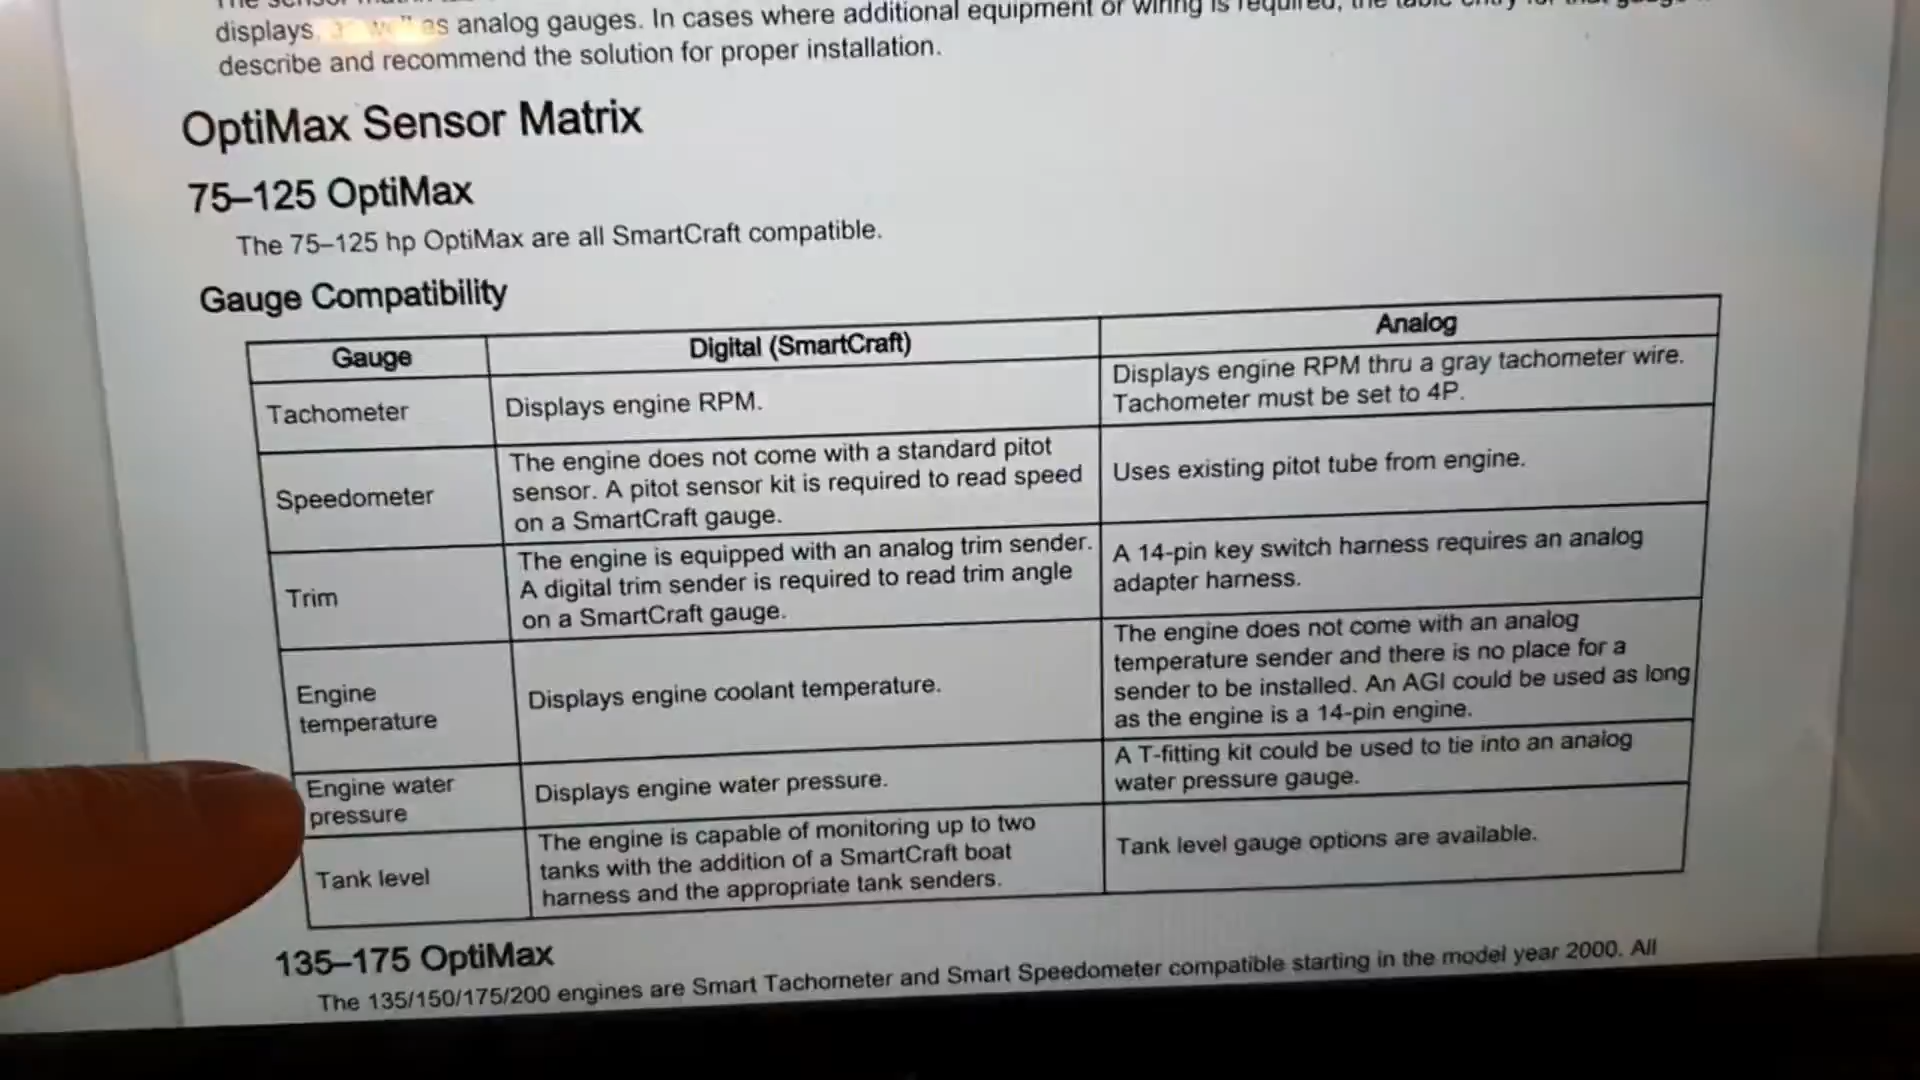 displays, as analog gauges. In cases where additional equipment or wiring is required, the table entry for that gauge
describe and recommend the solution for proper installation.
OptiMax Sensor Matrix
75–125 OptiMax
The 75–125 hp OptiMax are all SmartCraft compatible.
Gauge Compatibility
Gauge
Digital (SmartCraft)
Analog
Tachometer
Displays engine RPM.
Displays engine RPM thru a gray tachometer wire.
Tachometer must be set to 4P.
Speedometer
The engine does not come with a standard pitot
sensor. A pitot sensor kit is required to read speed
on a SmartCraft gauge.
Uses existing pitot tube from engine.
Trim
The engine is equipped with an analog trim sender.
A digital trim sender is required to read trim angle
on a SmartCraft gauge.
A 14-pin key switch harness requires an analog
adapter harness.
Engine
temperature
Displays engine coolant temperature.
The engine does not come with an analog
temperature sender and there is no place for a
sender to be installed. An AGI could be used as long
as the engine is a 14-pin engine.
Engine water
pressure
Displays engine water pressure.
A T-fitting kit could be used to tie into an analog
water pressure gauge.
Tank level
The engine is capable of monitoring up to two
tanks with the addition of a SmartCraft boat
harness and the appropriate tank senders.
Tank level gauge options are available.
135–175 OptiMax
The 135/150/175/200 engines are Smart Tachometer and Smart Speedometer compatible starting in the model year 2000. All